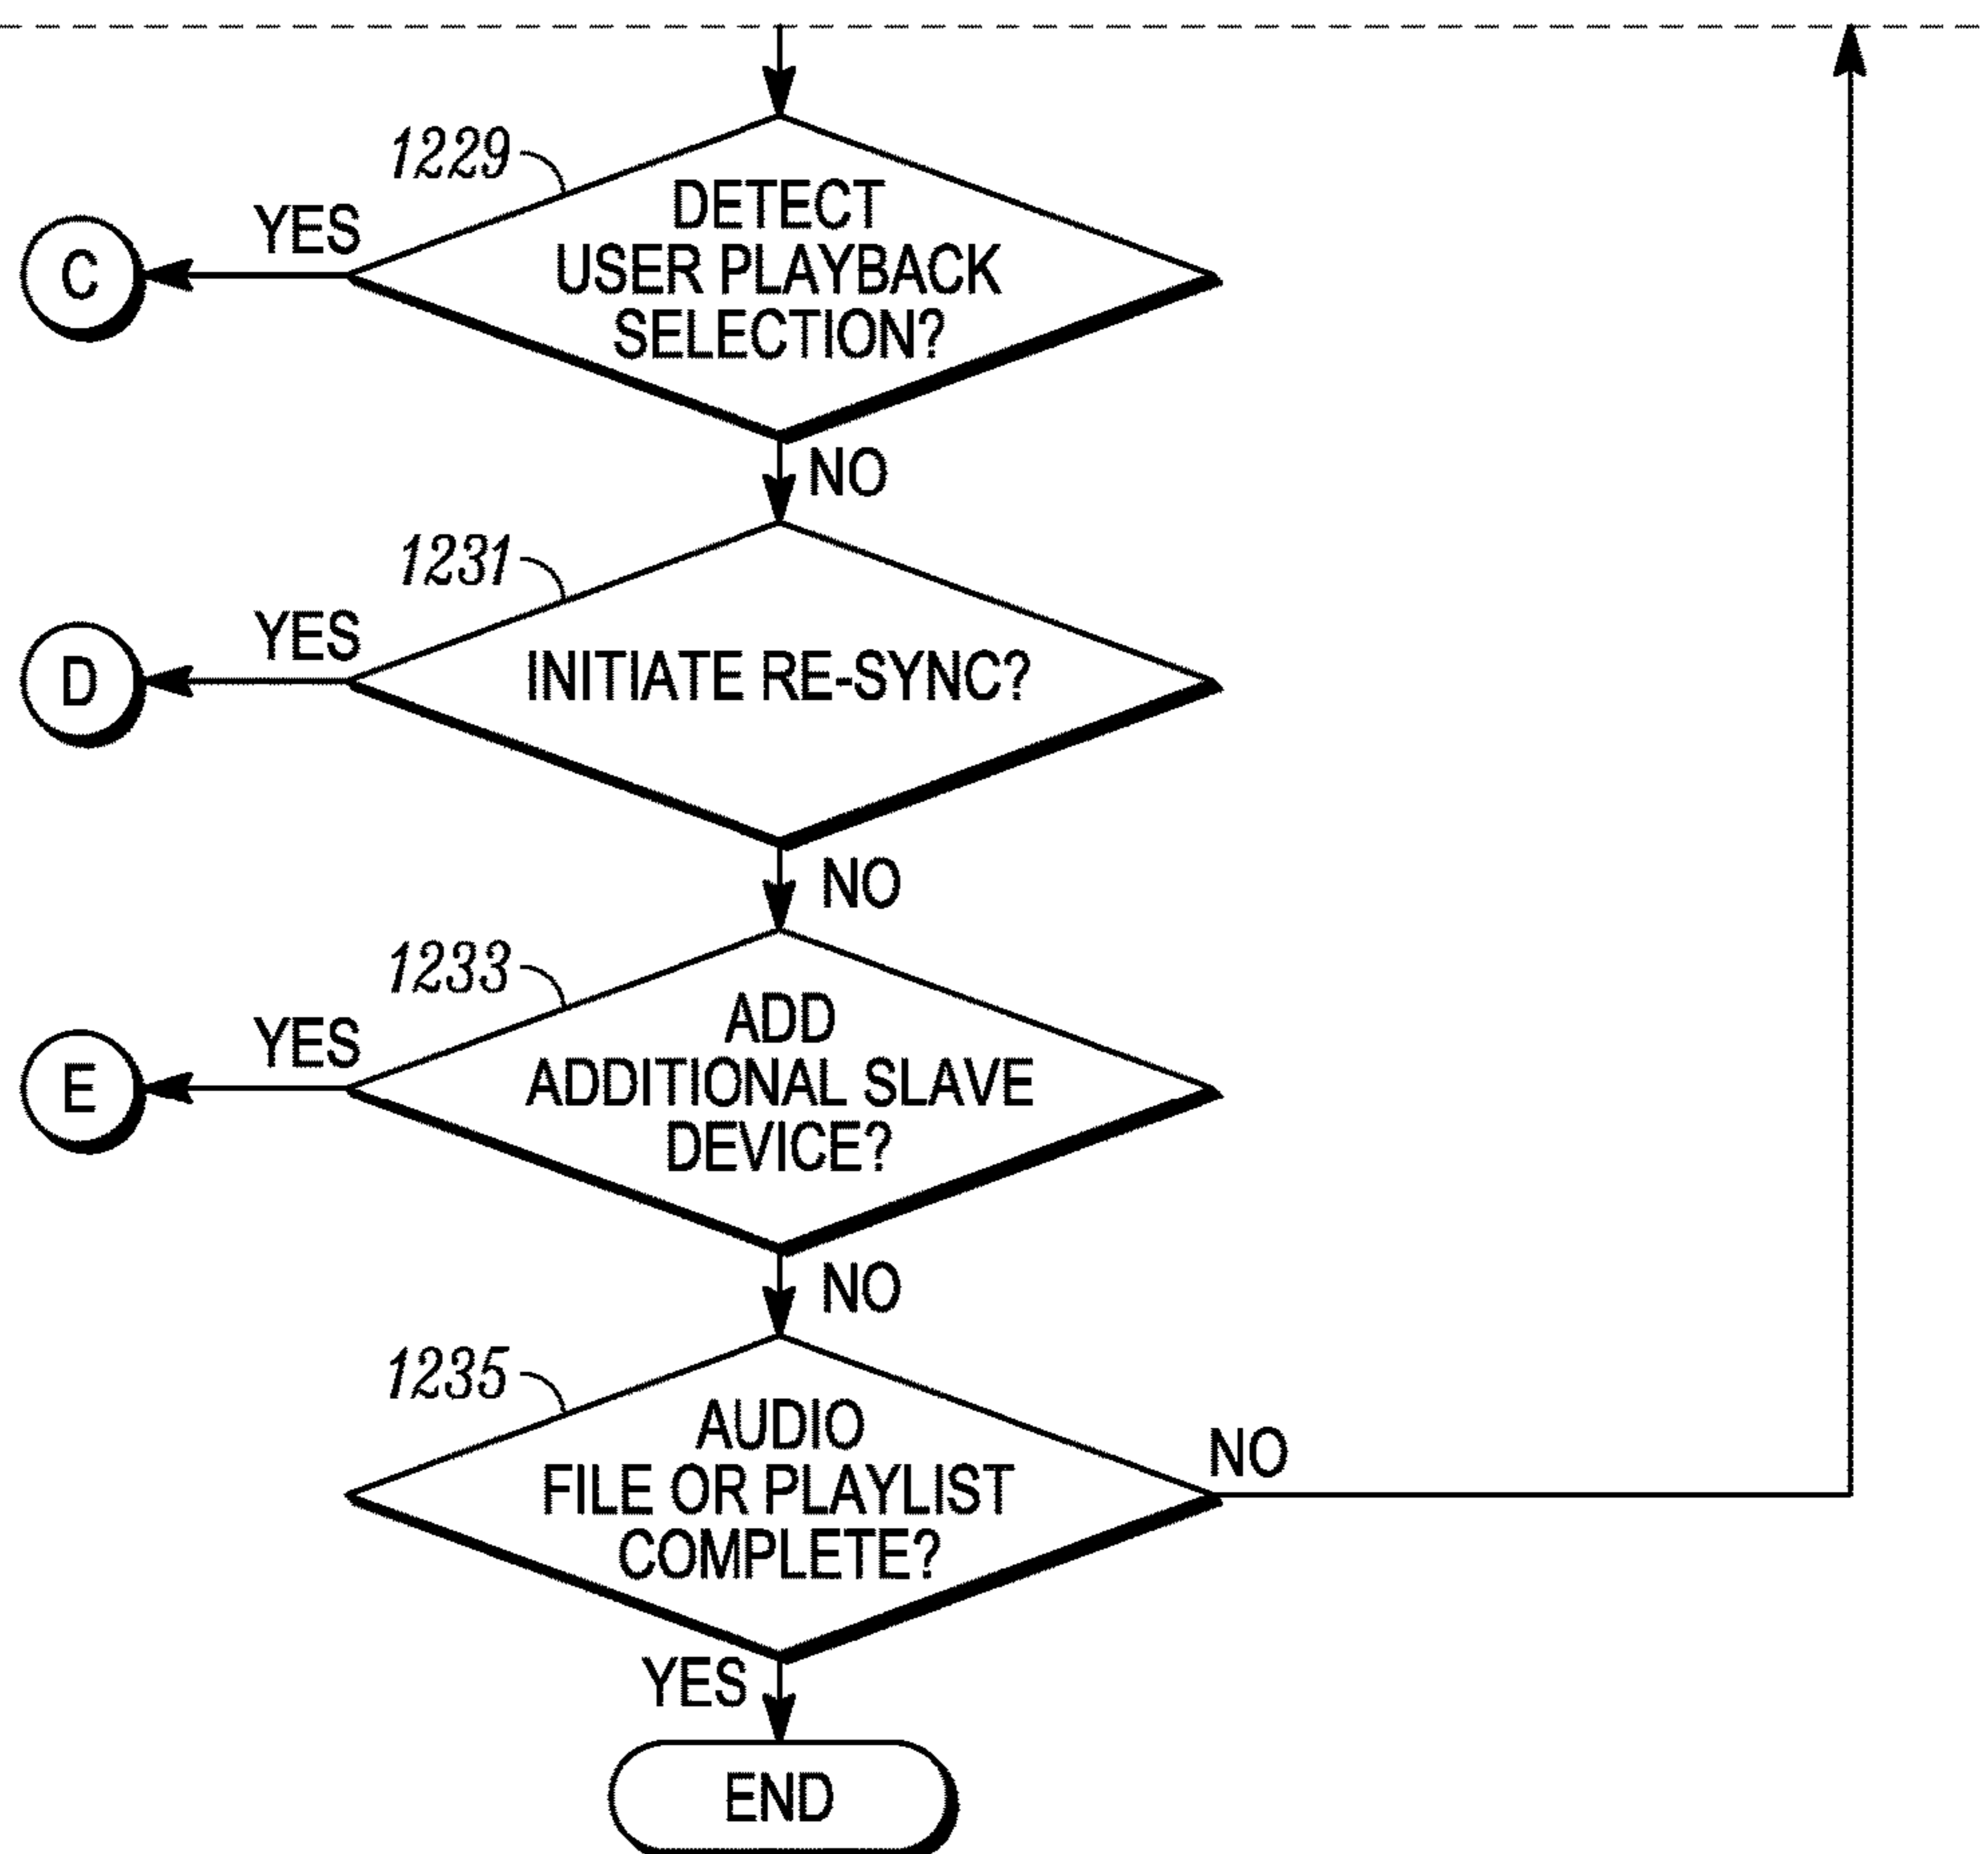 1229
DETECT
USER PLAYBACK
SELECTION?
YES
C
NO
1231
INITIATE RE-SYNC?
YES
D
NO
1233
ADD
ADDITIONAL SLAVE
DEVICE?
YES
E
NO
1235
AUDIO
FILE OR PLAYLIST
COMPLETE?
NO
YES
END